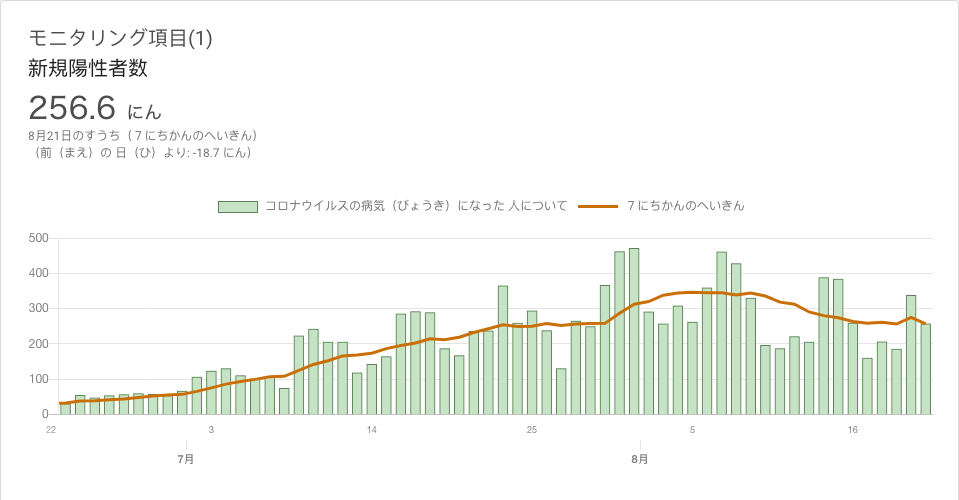 モニタリング項目(1)
新規陽性者数
256.6 にん
8月21日のすうち（７にちかんのへいきん）
（前（まえ）の 日（ひ）より: -18.7 にん）
コロナウイルスの病気（びょうき）になった 人について ７にちかんのへいきん
500
400
300
200
100
0
22 3 14 25 5 16
7月 8月